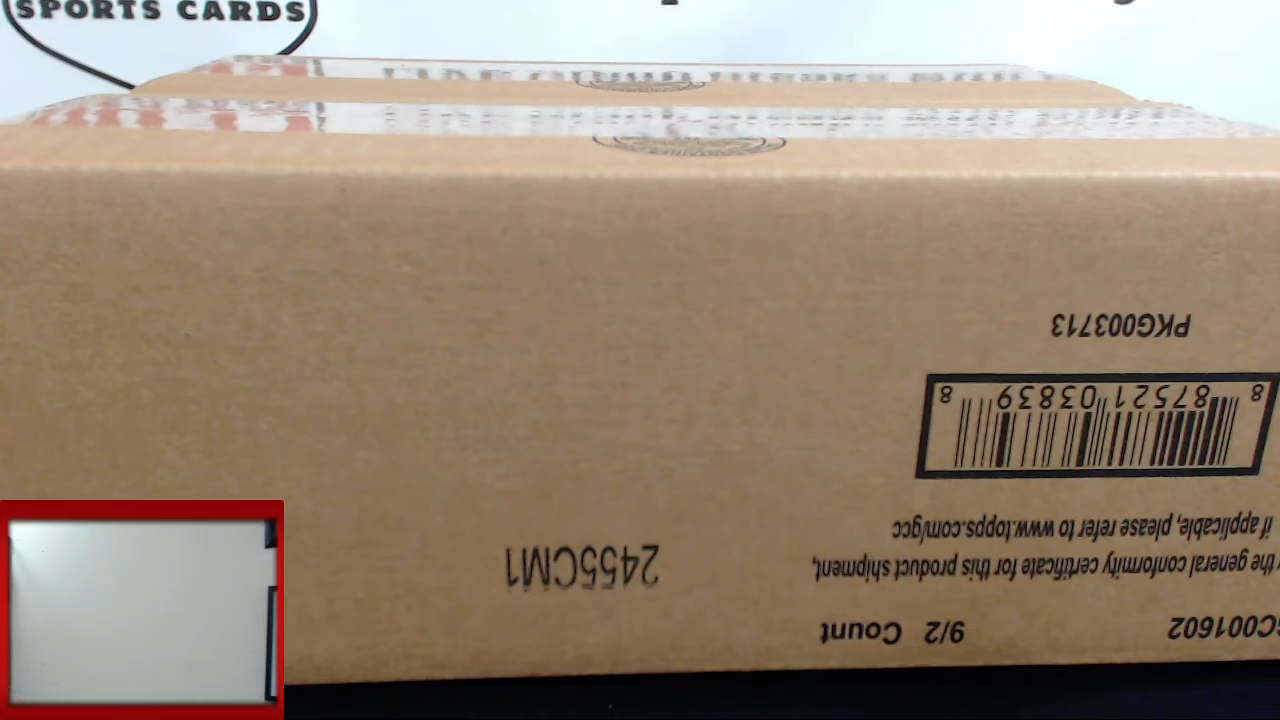 SPORTS CARDS
PKG003713
8 87521 03839 8
if applicable, please refer to www.topps.com/gcc
the general conformity certificate for this product shipment,
2455CM1
9/2 Count
C001602